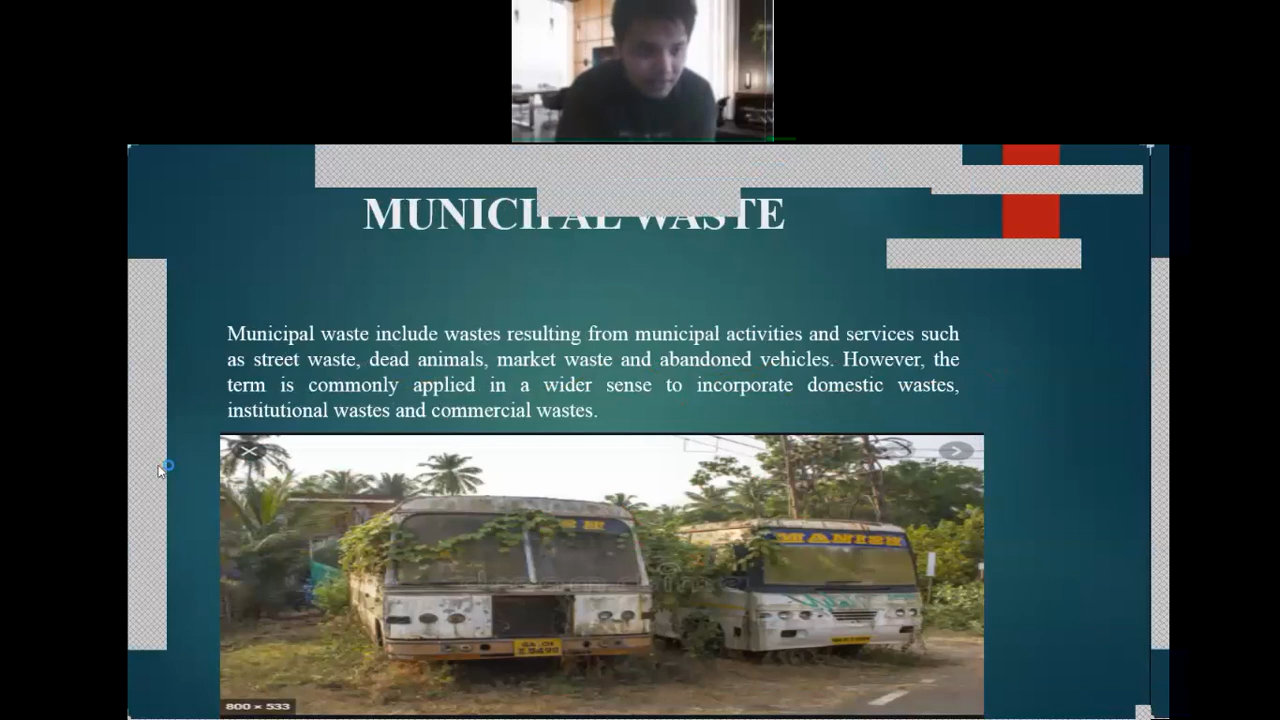 MUNICIPAL WASTE
Municipal waste include wastes resulting from municipal activities and services such
as street waste, dead animals, market waste and abandoned vehicles. However, the
term is commonly applied in a wider sense to incorporate domestic wastes,
institutional wastes and commercial wastes.
MANISH
800 × 533